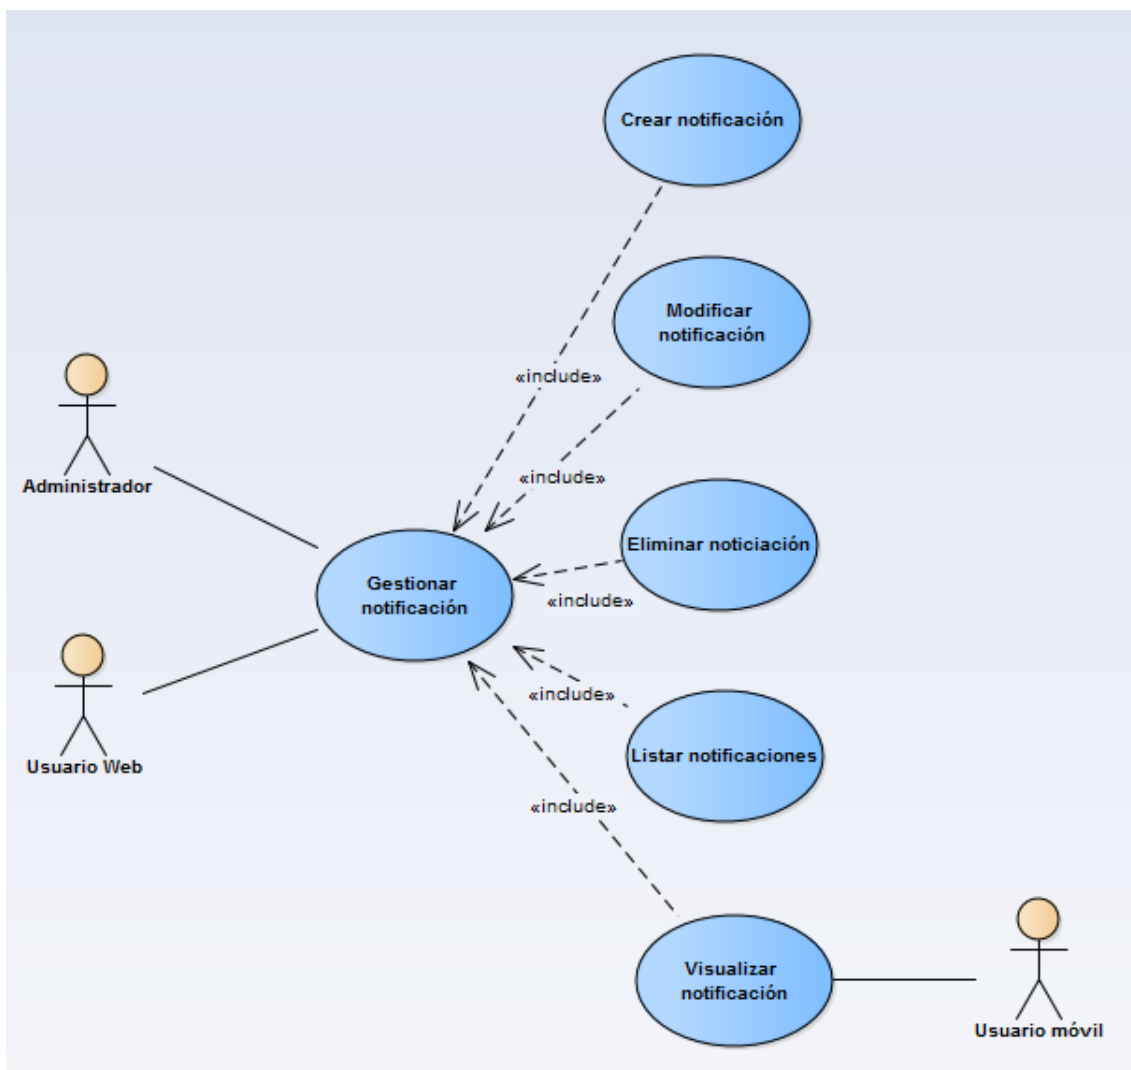 Crear notificación
Modificar
notificación
«include»
Administrador
«include»
Eliminar noticiación
Gestionar
notificación
«include»
Usuario Web
«include»
Listar notificaciones
«include»
Visualizar
notificación
Usuario móvil